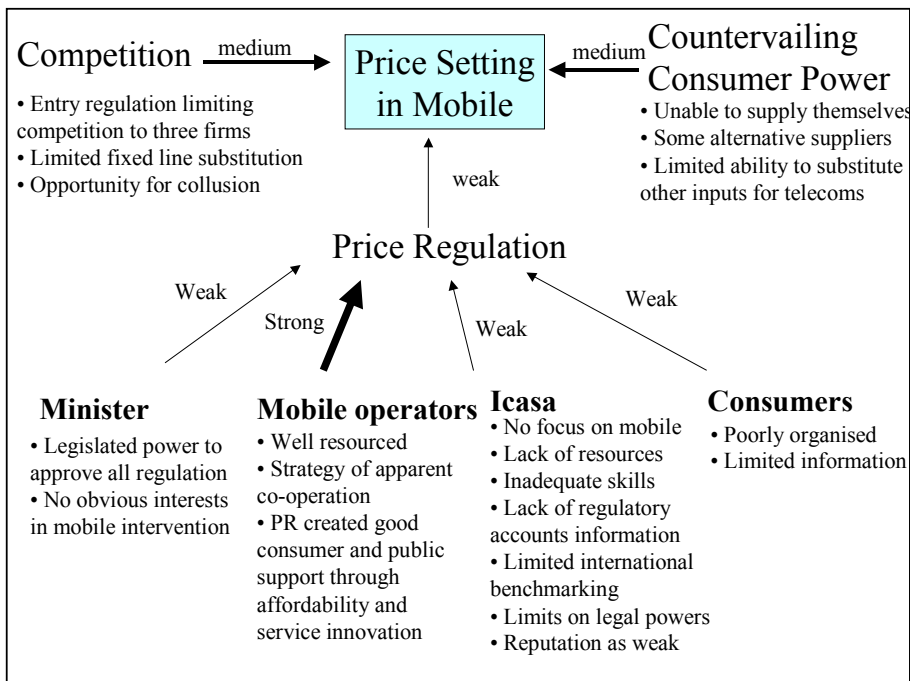 Competition
medium
• Entry regulation limiting
competition to three firms
• Limited fixed line substitution
• Opportunity for collusion
Price Setting
in Mobile
medium
Countervailing
Consumer Power
• Unable to supply themselves
• Some alternative suppliers
• Limited ability to substitute
other inputs for telecoms
weak
Price Regulation
Weak
Strong
Weak
Weak
Minister
• Legislated power to
approve all regulation
• No obvious interests
in mobile intervention
Mobile operators
• Well resourced
• Strategy of apparent
co-operation
• PR created good
consumer and public
support through
affordability and
service innovation
Icasa
• No focus on mobile
• Lack of resources
• Inadequate skills
• Lack of regulatory
accounts information
• Limited international
benchmarking
• Limits on legal powers
• Reputation as weak
Consumers
• Poorly organised
• Limited information